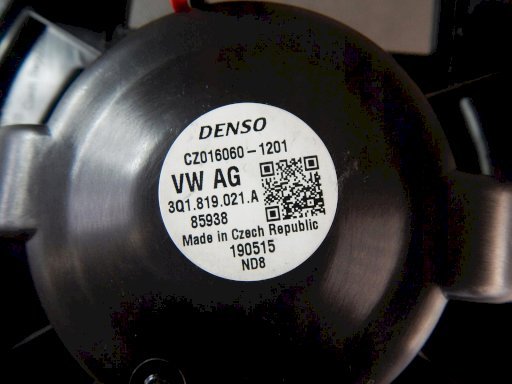 DENSO
CZ016060-1201
VW AG
3Q1.819.021.A
85938
Made in Czech Republic
190515
ND8